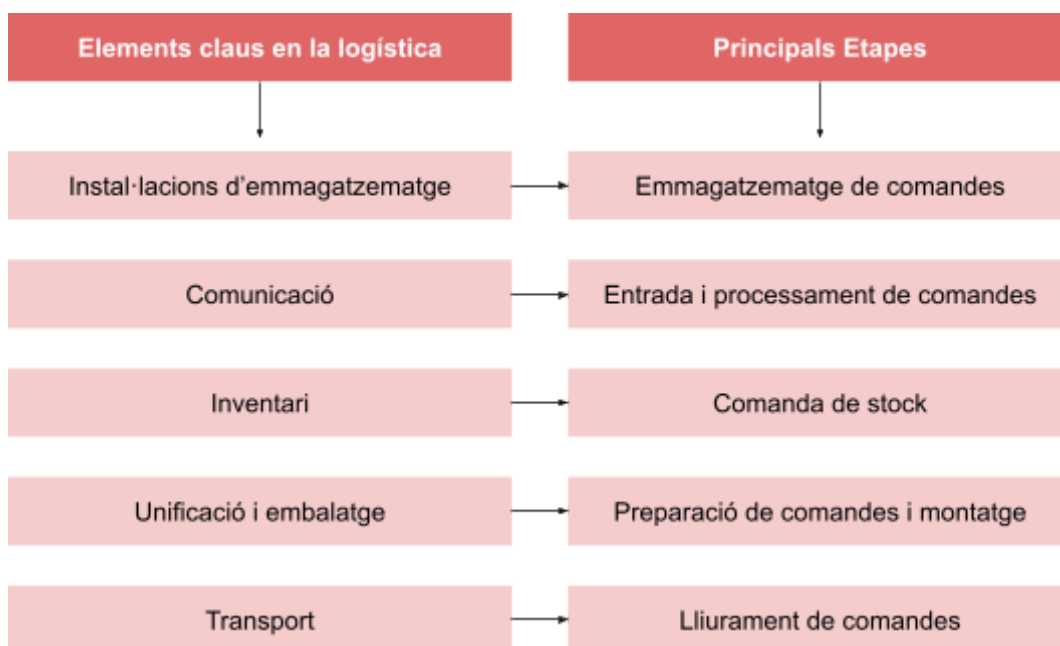 Elements claus en la logística
Principals Etapes
Instal·lacions d’emmagatzematge
Emmagatzematge de comandes
Comunicació
Entrada i processament de comandes
Inventari
Comanda de stock
Unificació i embalatge
Preparació de comandes i montatge
Transport
Lliurament de comandes